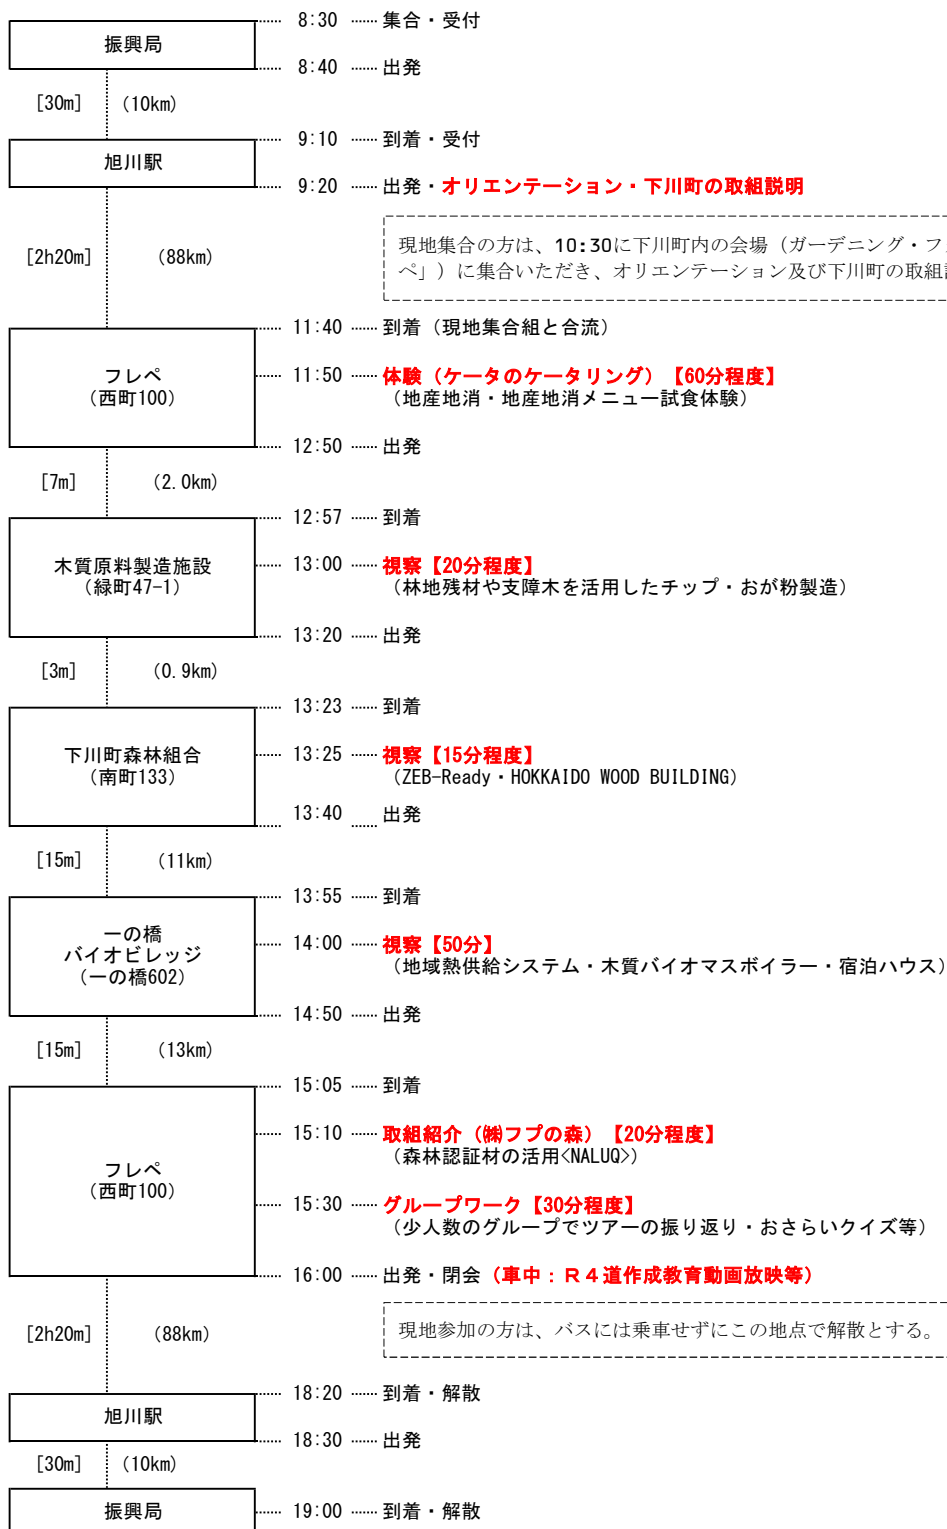 8:30 集合・受付
振興局
8:40 出発
[30m] (10km)
9:10 到着・受付
旭川駅
9:20 出発・オリエンテーション・下川町の取組説明
現地集合の方は、10:30に下川町内の会場（ガーデニング・フ
ペ」）に集合いただき、オリエンテーション及び下川町の取組
[2h20m] (88km)
11:40 到着（現地集合組と合流）
フレペ
（西町100）
11:50 体験（ケータのケータリング）【60分程度】
（地産地消・地産地消メニュー試食体験）
12:50 出発
[7m] (2.0km)
12:57 到着
木質原料製造施設
（緑町47-1）
13:00 視察【20分程度】
（林地残材や支障木を活用したチップ・おが粉製造）
13:20 出発
[3m] (0.9km)
13:23 到着
下川町森林組合
（南町133）
13:25 視察【15分程度】
（ZEB-Ready・HOKKAIDO WOOD BUILDING）
13:40 出発
[15m] (11km)
13:55 到着
一の橋
バイオビレッジ
（一の橋602）
14:00 視察【50分】
（地域熱供給システム・木質バイオマスボイラー・宿泊ハウス）
14:50 出発
[15m] (13km)
15:05 到着
15:10 取組紹介（㈱フプの森）【20分程度】
（森林認証材の活用<NALUQ>）
フレペ
（西町100）
15:30 グループワーク【30分程度】
（少人数のグループでツアーの振り返り・おさらいクイズ等）
16:00 出発・閉会（車中：Ｒ４道作成教育動画放映等）
現地参加の方は、バスには乗車せずにこの地点で解散とする。
[2h20m] (88km)
18:20 到着・解散
旭川駅
18:30 出発
[30m] (10km)
振興局
19:00 到着・解散